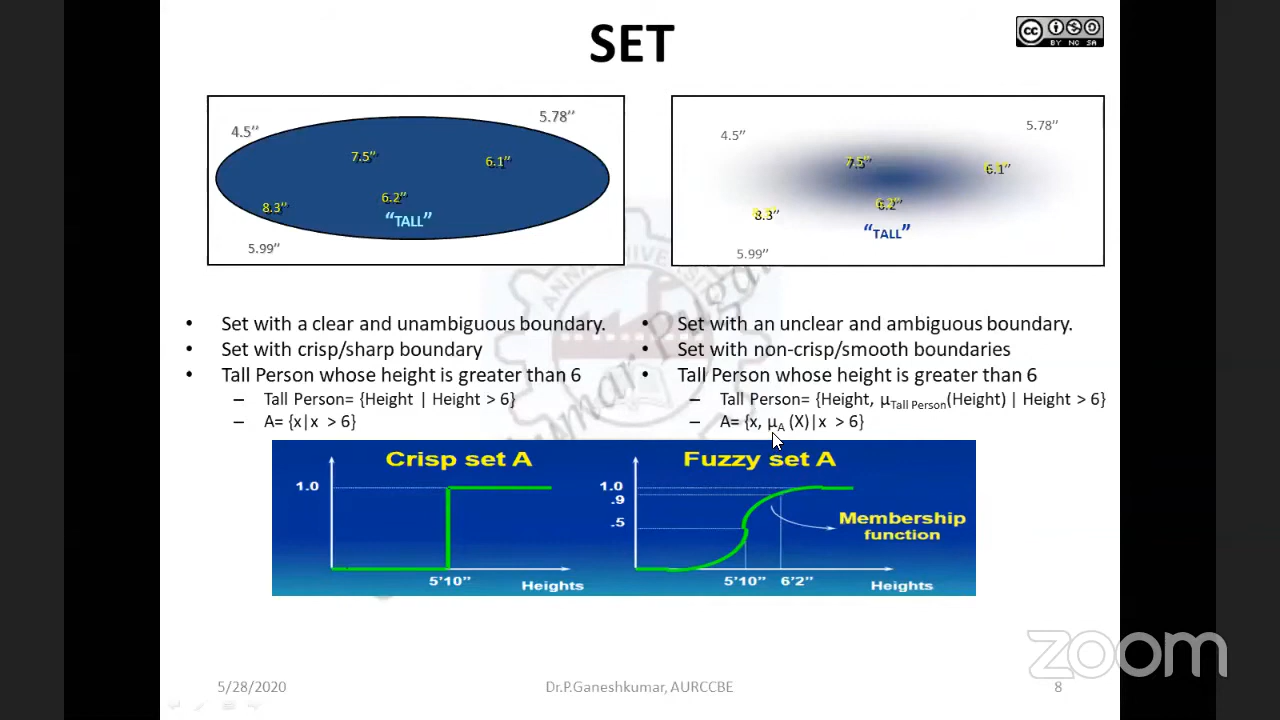 SET
CC BY NC SA
4.5’’
5.78’’
7.5’’
6.1’’
6.2’’
8.3’’
“TALL”
5.99’’
4.5’’
5.78’’
7.5’’
6.1’’
6.2’’
8.3’’
“TALL”
5.99’’
• Set with a clear and unambiguous boundary.
• Set with crisp/sharp boundary
• Tall Person whose height is greater than 6
– Tall Person= {Height | Height > 6}
– A= {x|x > 6}
• Set with an unclear and ambiguous boundary.
• Set with non-crisp/smooth boundaries
• Tall Person whose height is greater than 6
– Tall Person= {Height, μTall Person(Height) | Height > 6}
– A= {x, μA (X)|x > 6}
Crisp set A
1.0
5’10’’
Heights
Fuzzy set A
1.0
.9
.5
Membership
function
5’10’’ 6’2’’
Heights
zoom
5/28/2020
Dr.P.Ganeshkumar, AURCCBE
8